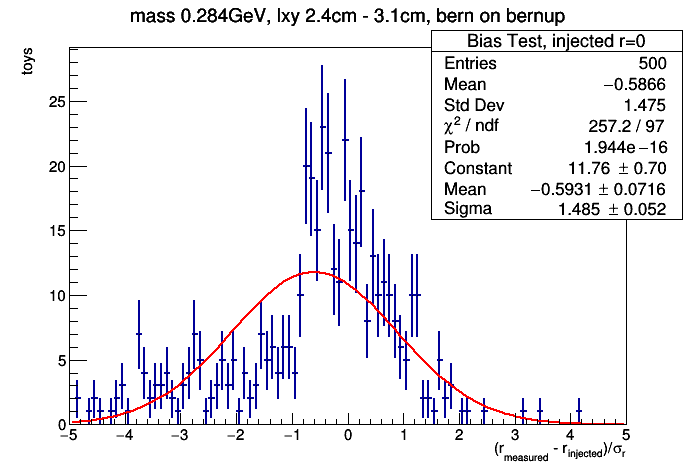 mass 0.284GeV, lxy 2.4cm - 3.1cm, bern on bernup
Bias Test, injected r=0
Entries 500
Mean −0.5866
Std Dev 1.475
χ² / ndf 257.2 / 97
Prob 1.944e−16
Constant 11.76 ± 0.70
Mean −0.5931 ± 0.0716
Sigma 1.485 ± 0.052
toys
25
20
15
10
5
0
−5 −4 −3 −2 −1 0 1 2 3 4 5
(r_measured - r_injected)/σ_r